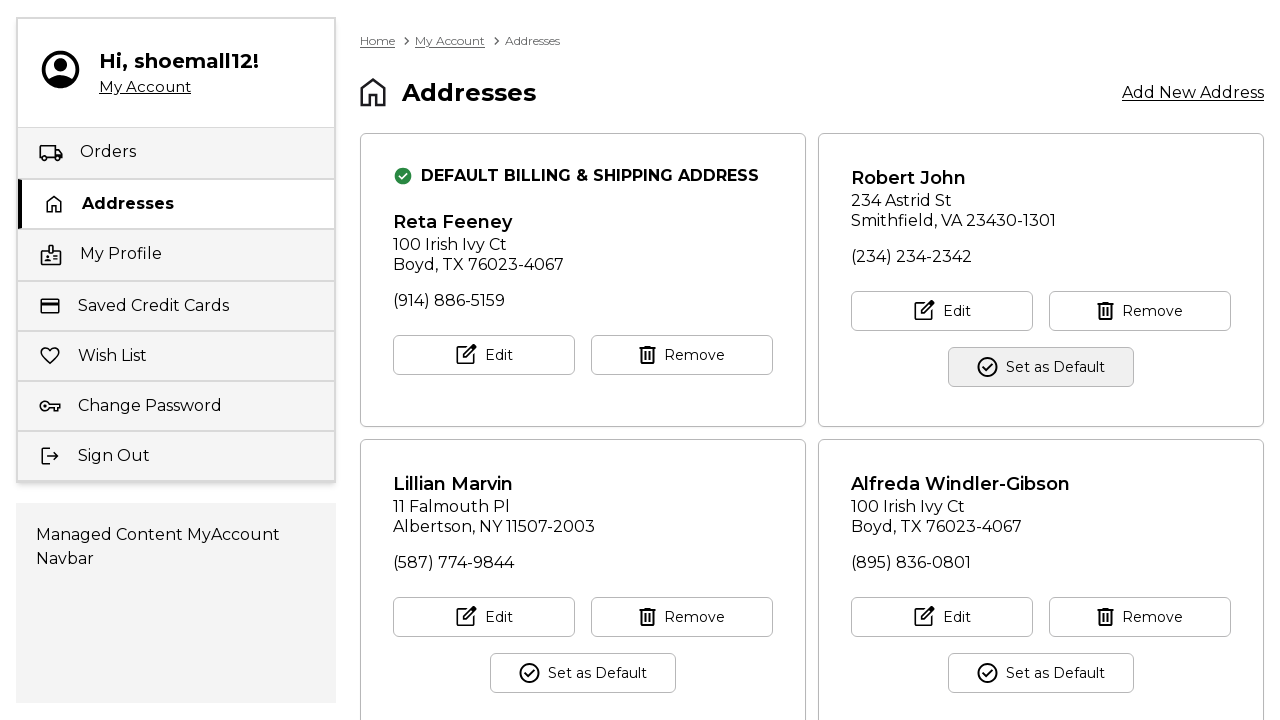 Hi, shoemall12!
My Account
Orders
Addresses
My Profile
Saved Credit Cards
Wish List
Change Password
Sign Out
Managed Content MyAccount
Navbar
Home > My Account > Addresses
Addresses
Add New Address
DEFAULT BILLING & SHIPPING ADDRESS
Reta Feeney
100 Irish Ivy Ct
Boyd, TX 76023-4067
(914) 886-5159
Edit
Remove
Robert John
234 Astrid St
Smithfield, VA 23430-1301
(234) 234-2342
Edit
Remove
Set as Default
Lillian Marvin
11 Falmouth Pl
Albertson, NY 11507-2003
(587) 774-9844
Edit
Remove
Set as Default
Alfreda Windler-Gibson
100 Irish Ivy Ct
Boyd, TX 76023-4067
(895) 836-0801
Edit
Remove
Set as Default